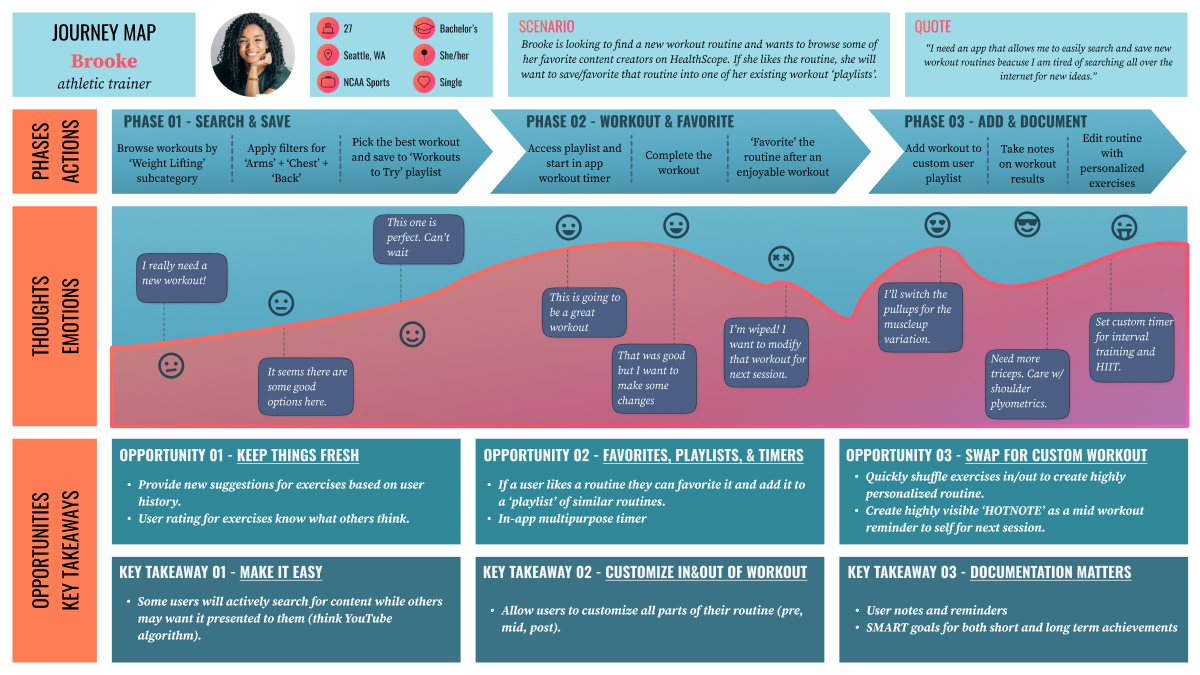 JOURNEY MAP
Brooke
athletic trainer
27
Seattle, WA
NCAA Sports
Bachelor's
She/her
Single
SCENARIO
Brooke is looking to find a new workout routine and wants to browse some of
her favorite content creators on HealthScope. If she likes the routine, she will
want to save/favorite that routine into one of her existing workout 'playlists'.
QUOTE
"I need an app that allows me to easily search and save new
workout routines beacuse I am tired of searching all over the
internet for new ideas."
PHASES
ACTIONS
PHASE 01 - SEARCH & SAVE
Browse workouts by
'Weight Lifting'
subcategory
Apply filters for
'Arms' + 'Chest' +
'Back'
Pick the best workout
and save to 'Workouts
to Try' playlist
PHASE 02 - WORKOUT & FAVORITE
Access playlist and
start in app
workout timer
Complete the
workout
'Favorite' the
routine after an
enjoyable workout
PHASE 03 - ADD & DOCUMENT
Add workout to
custom user
playlist
Take notes
on workout
results
Edit routine
with
personalized
exercises
THOUGHTS
EMOTIONS
I really need a
new workout!
It seems there are
some good
options here.
This one is
perfect. Can't
wait
This is going to
be a great
workout
That was good
but I want to
make some
changes
I'm wiped! I
want to modify
that workout for
next session.
I'll switch the
pullups for the
muscleup
variation.
Need more
triceps. Care w/
shoulder
plyometrics.
Set custom timer
for interval
training and
HIIT.
OPPORTUNITIES
KEY TAKEAWAYS
OPPORTUNITY 01 - KEEP THINGS FRESH
• Provide new suggestions for exercises based on user
history.
• User rating for exercises know what others think.
OPPORTUNITY 02 - FAVORITES, PLAYLISTS, & TIMERS
• If a user likes a routine they can favorite it and add it to
a 'playlist' of similar routines.
• In-app multipurpose timer
OPPORTUNITY 03 - SWAP FOR CUSTOM WORKOUT
• Quickly shuffle exercises in/out to create highly
personalized routine.
• Create highly visible 'HOTNOTE' as a mid workout
reminder to self for next session.
KEY TAKEAWAY 01 - MAKE IT EASY
• Some users will actively search for content while others
may want it presented to them (think YouTube
algorithm).
KEY TAKEAWAY 02 - CUSTOMIZE IN&OUT OF WORKOUT
• Allow users to customize all parts of their routine (pre,
mid, post).
KEY TAKEAWAY 03 - DOCUMENTATION MATTERS
• User notes and reminders
• SMART goals for both short and long term achievements